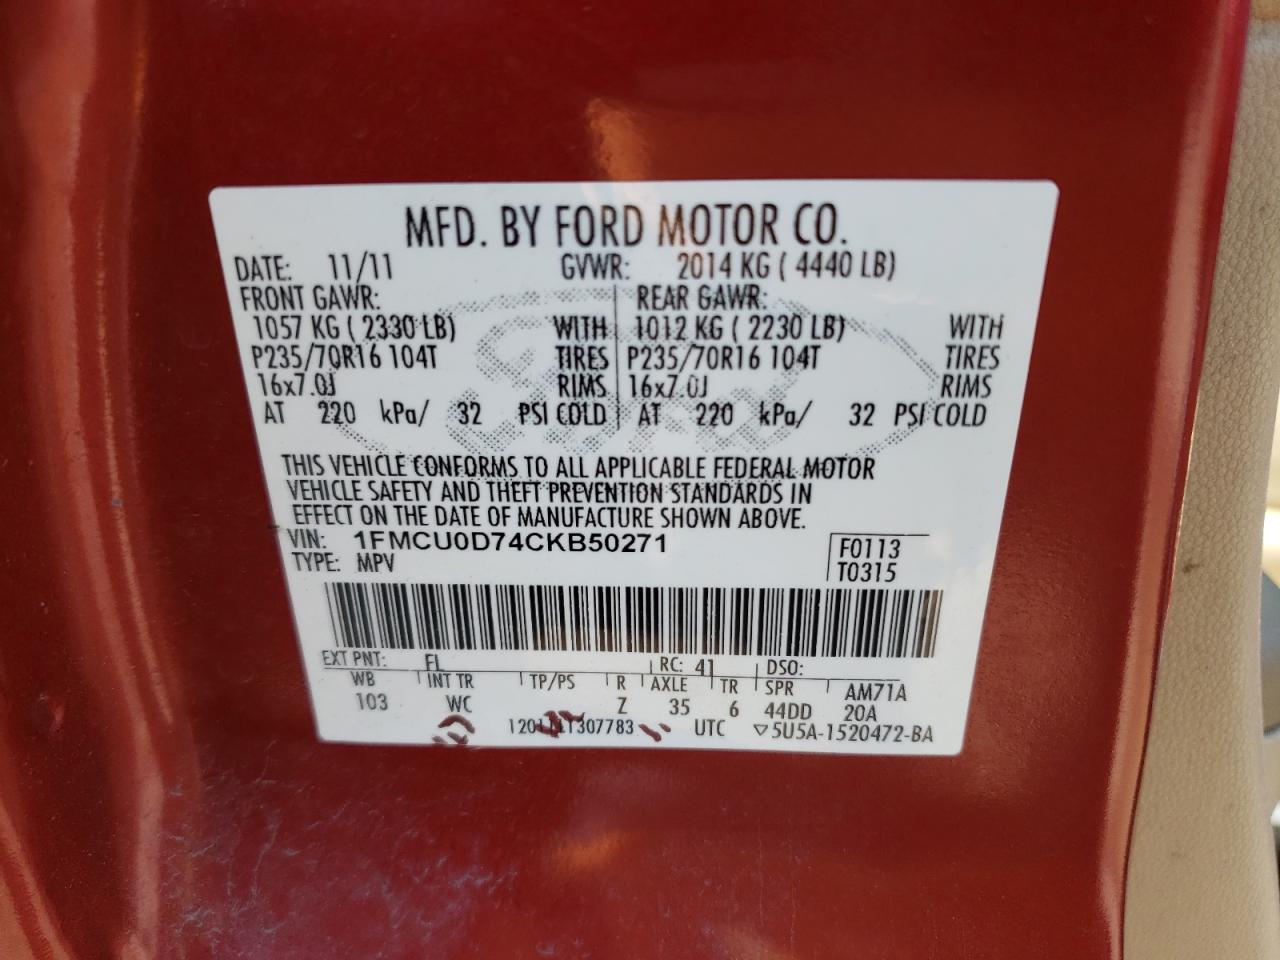 MFD. BY FORD MOTOR CO.
DATE: 11/11 GVWR: 2014 KG ( 4440 LB)
FRONT GAWR: REAR GAWR:
1057 KG ( 2330 LB) WITH 1012 KG ( 2230 LB) WITH
P235/70R16 104T TIRES P235/70R16 104T TIRES
16x7.0J RIMS 16x7.0J RIMS
AT 220 kPa/ 32 PSI COLD AT 220 kPa/ 32 PSI COLD
Ford
THIS VEHICLE CONFORMS TO ALL APPLICABLE FEDERAL MOTOR
VEHICLE SAFETY AND THEFT PREVENTION STANDARDS IN
EFFECT ON THE DATE OF MANUFACTURE SHOWN ABOVE.
VIN: 1FMCU0D74CKB50271 F0113
TYPE: MPV T0315
EXT PNT: FL RC: 41 DSO:
WB INT TR TP/PS R AXLE TR SPR AM71A
103 WC Z 35 6 44DD 20A
UTC ▽5U5A-1520472-BA